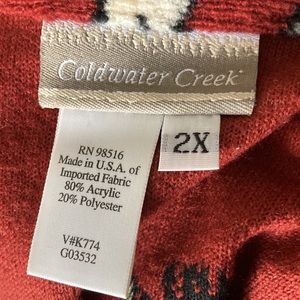 Coldwater Creek
2X
RN 98516
Made in U.S.A. of
Imported Fabric
80% Acrylic
20% Polyester
V#K774
G03532